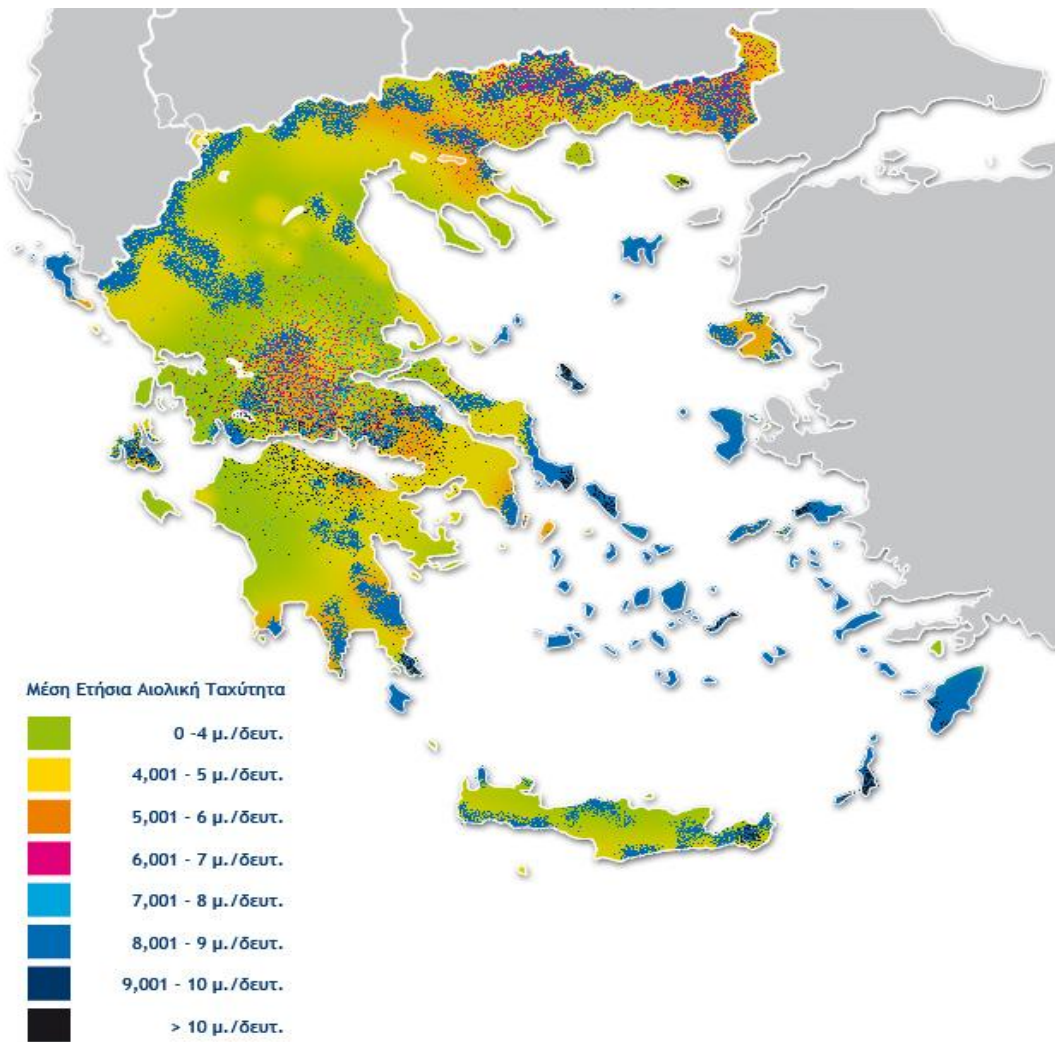 Μέση Ετήσια Αιολική Ταχύτητα
0 -4 μ./δευτ.
4,001 - 5 μ./δευτ.
5,001 - 6 μ./δευτ.
6,001 - 7 μ./δευτ.
7,001 - 8 μ./δευτ.
8,001 - 9 μ./δευτ.
9,001 - 10 μ./δευτ.
> 10 μ./δευτ.